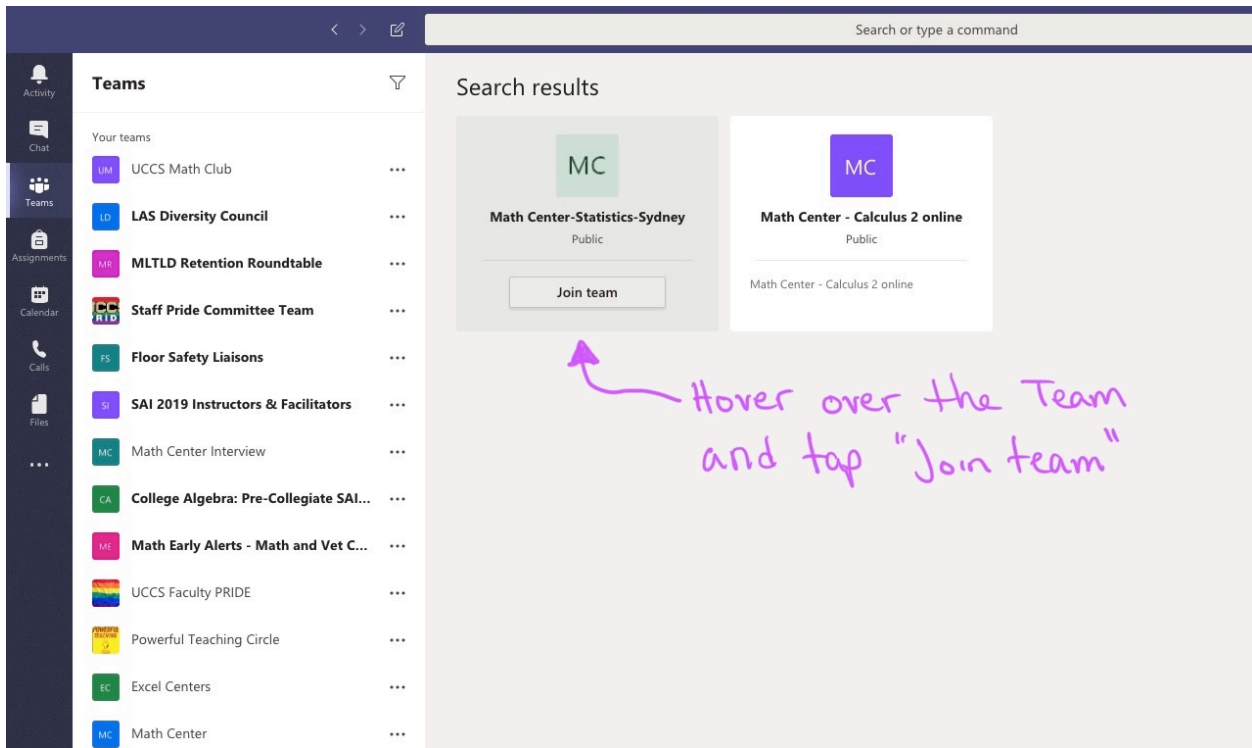 Search or type a command
Activity
Chat
Teams
Assignments
Calendar
Calls
Files
Teams
Your teams
UM UCCS Math Club
LD LAS Diversity Council
MR MLTLD Retention Roundtable
Staff Pride Committee Team
FS Floor Safety Liaisons
SI SAI 2019 Instructors & Facilitators
MC Math Center Interview
CA College Algebra: Pre-Collegiate SAI...
ME Math Early Alerts - Math and Vet C...
UCCS Faculty PRIDE
POWERFUL TEACHING Powerful Teaching Circle
EC Excel Centers
MC Math Center
Search results
MC
Math Center-Statistics-Sydney
Public
Join team
MC
Math Center - Calculus 2 online
Public
Math Center - Calculus 2 online
Hover over the Team
and tap "Join team"